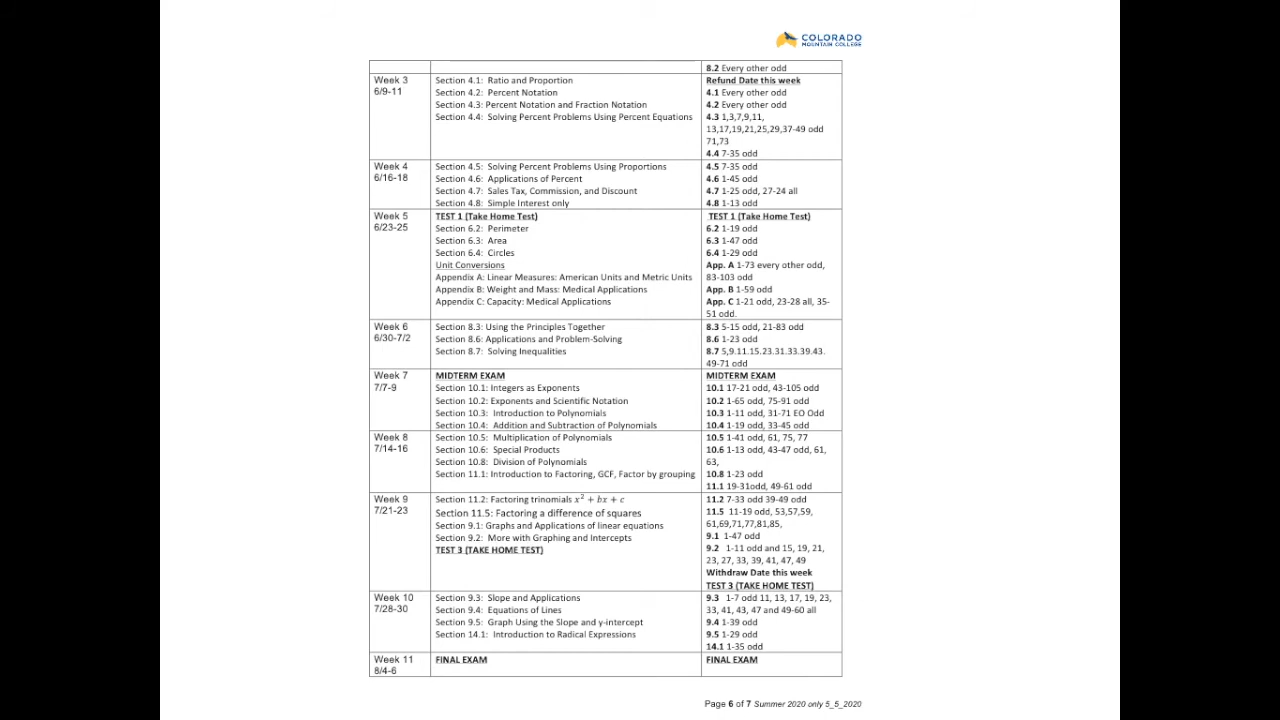 COLORADO
MOUNTAIN COLLEGE
8.2 Every other odd
Week 3
6/9-11
Section 4.1: Ratio and Proportion
Section 4.2: Percent Notation
Section 4.3: Percent Notation and Fraction Notation
Section 4.4: Solving Percent Problems Using Percent Equations
Refund Date this week
4.1 Every other odd
4.2 Every other odd
4.3 1,3,7,9,11,
13,17,19,21,25,29,37-49 odd
71,73
4.4 7-35 odd
Week 4
6/16-18
Section 4.5: Solving Percent Problems Using Proportions
Section 4.6: Applications of Percent
Section 4.7: Sales Tax, Commission, and Discount
Section 4.8: Simple Interest only
4.5 7-35 odd
4.6 1-45 odd
4.7 1-25 odd, 27-24 all
4.8 1-13 odd
Week 5
6/23-25
TEST 1 (Take Home Test)
Section 6.2: Perimeter
Section 6.3: Area
Section 6.4: Circles
Unit Conversions
Appendix A: Linear Measures: American Units and Metric Units
Appendix B: Weight and Mass: Medical Applications
Appendix C: Capacity: Medical Applications
TEST 1 (Take Home Test)
6.2 1-19 odd
6.3 1-47 odd
6.4 1-29 odd
App. A 1-73 every other odd,
83-103 odd
App. B 1-59 odd
App. C 1-21 odd, 23-28 all, 35-
51 odd.
Week 6
6/30-7/2
Section 8.3: Using the Principles Together
Section 8.6: Applications and Problem-Solving
Section 8.7: Solving Inequalities
8.3 5-15 odd, 21-83 odd
8.6 1-23 odd
8.7 5,9.11.15.23.31.33.39.43.
49-71 odd
Week 7
7/7-9
MIDTERM EXAM
Section 10.1: Integers as Exponents
Section 10.2: Exponents and Scientific Notation
Section 10.3: Introduction to Polynomials
Section 10.4: Addition and Subtraction of Polynomials
MIDTERM EXAM
10.1 17-21 odd, 43-105 odd
10.2 1-65 odd, 75-91 odd
10.3 1-11 odd, 31-71 EO Odd
10.4 1-19 odd, 33-45 odd
Week 8
7/14-16
Section 10.5: Multiplication of Polynomials
Section 10.6: Special Products
Section 10.8: Division of Polynomials
Section 11.1: Introduction to Factoring, GCF, Factor by grouping
10.5 1-41 odd, 61, 75, 77
10.6 1-13 odd, 43-47 odd, 61,
63,
10.8 1-23 odd
11.1 19-31odd, 49-61 odd
Week 9
7/21-23
Section 11.2: Factoring trinomials x² + bx + c
Section 11.5: Factoring a difference of squares
Section 9.1: Graphs and Applications of linear equations
Section 9.2: More with Graphing and Intercepts
TEST 3 (TAKE HOME TEST)
11.2 7-33 odd 39-49 odd
11.5 11-19 odd, 53,57,59,
61,69,71,77,81,85,
9.1 1-47 odd
9.2 1-11 odd and 15, 19, 21,
23, 27, 33, 39, 41, 47, 49
Withdraw Date this week
TEST 3 (TAKE HOME TEST)
Week 10
7/28-30
Section 9.3: Slope and Applications
Section 9.4: Equations of Lines
Section 9.5: Graph Using the Slope and y-intercept
Section 14.1: Introduction to Radical Expressions
9.3 1-7 odd 11, 13, 17, 19, 23,
33, 41, 43, 47 and 49-60 all
9.4 1-39 odd
9.5 1-29 odd
14.1 1-35 odd
Week 11
8/4-6
FINAL EXAM
FINAL EXAM
Page 6 of 7 Summer 2020 only 5_5_2020